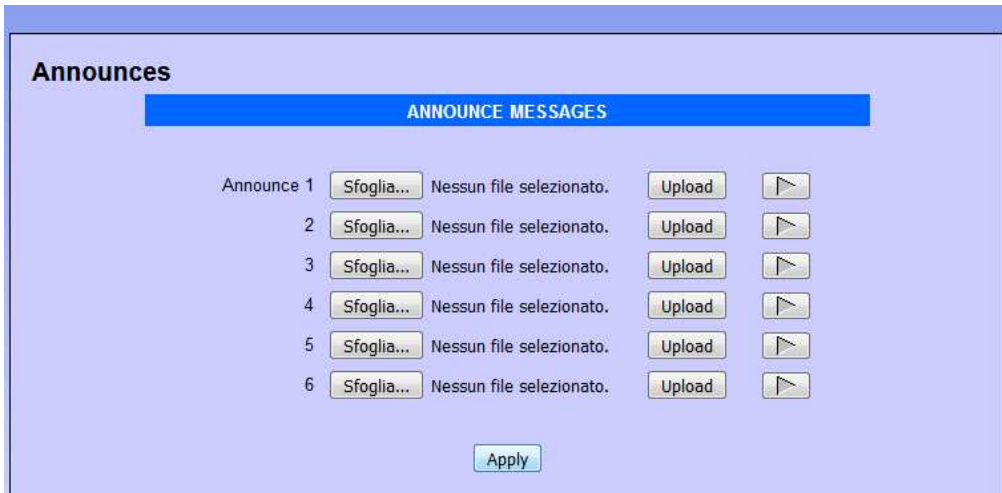 Announces
ANNOUNCE MESSAGES
Announce 1 Sfoglia... Nessun file selezionato. Upload
2 Sfoglia... Nessun file selezionato. Upload
3 Sfoglia... Nessun file selezionato. Upload
4 Sfoglia... Nessun file selezionato. Upload
5 Sfoglia... Nessun file selezionato. Upload
6 Sfoglia... Nessun file selezionato. Upload
Apply